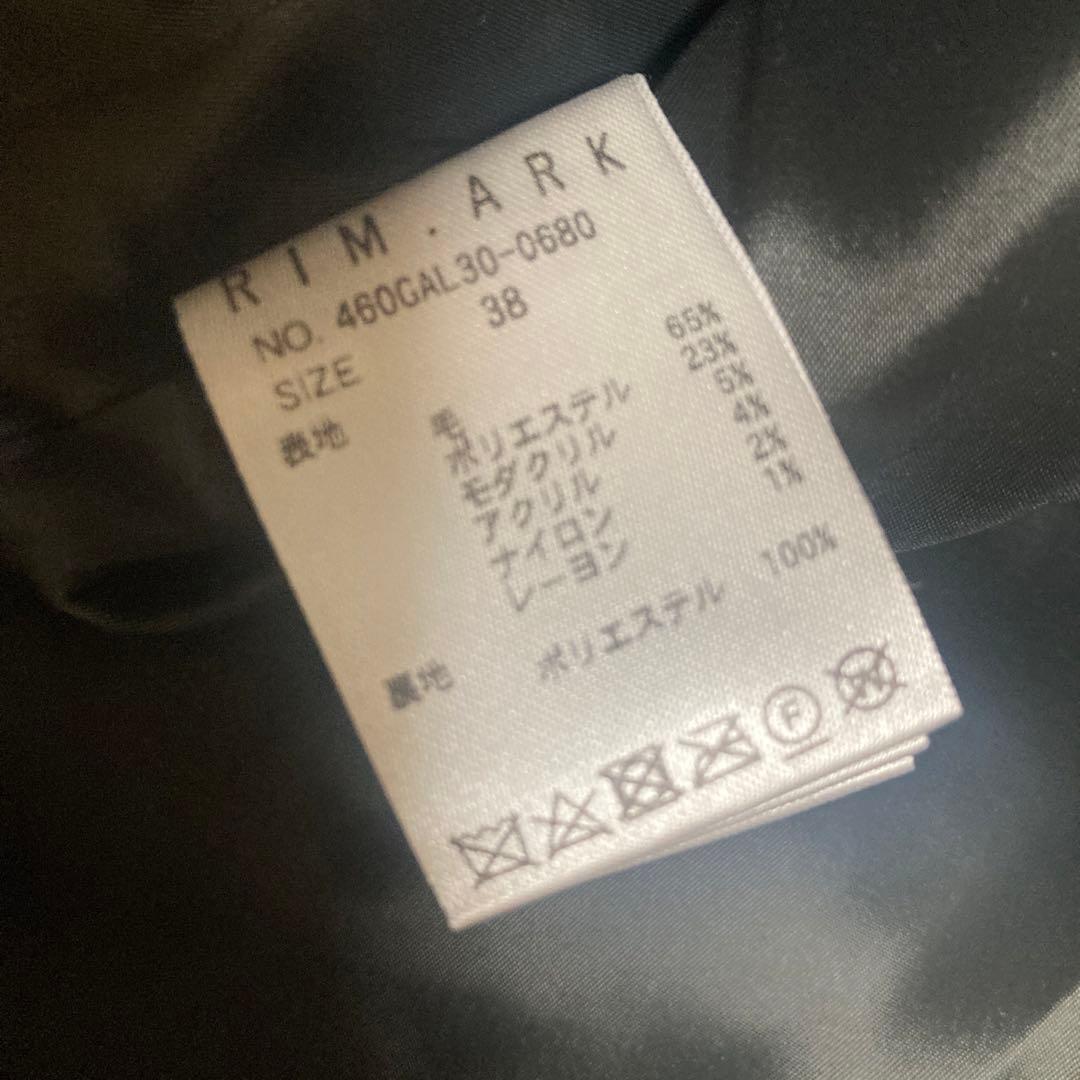 RIM.ARK
NO. 460GAL30-0680
SIZE 38
表地 毛 65%
ポリエステル 23%
モダクリル 5%
アクリル 4%
ナイロン 2%
レーヨン 1%
裏地 ポリエステル 100%
F
W